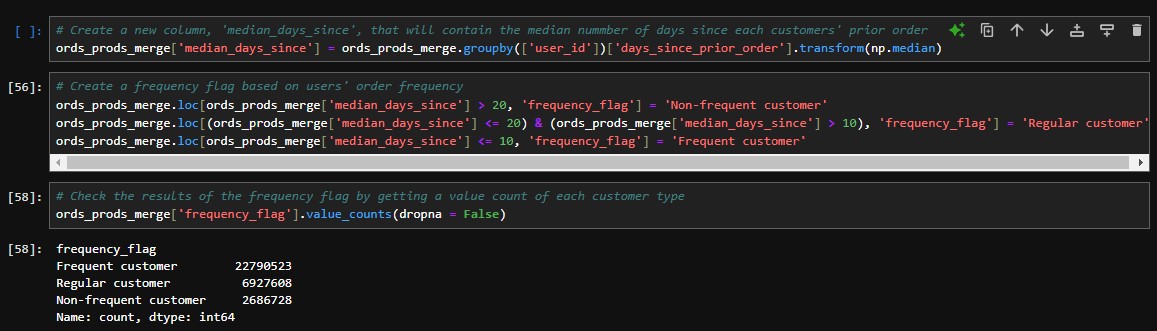 [ ]: # Create a new column, 'median_days_since', that will contain the median nummber of days since each customers' prior order
ords_prods_merge['median_days_since'] = ords_prods_merge.groupby(['user_id'])['days_since_prior_order'].transform(np.median)
[56]: # Create a frequency flag based on users' order frequency
ords_prods_merge.loc[ords_prods_merge['median_days_since'] > 20, 'frequency_flag'] = 'Non-frequent customer'
ords_prods_merge.loc[(ords_prods_merge['median_days_since'] <= 20) & (ords_prods_merge['median_days_since'] > 10), 'frequency_flag'] = 'Regular customer'
ords_prods_merge.loc[ords_prods_merge['median_days_since'] <= 10, 'frequency_flag'] = 'Frequent customer'
[58]: # Check the results of the frequency flag by getting a value count of each customer type
ords_prods_merge['frequency_flag'].value_counts(dropna = False)
[58]: frequency_flag
Frequent customer 22790523
Regular customer 6927608
Non-frequent customer 2686728
Name: count, dtype: int64